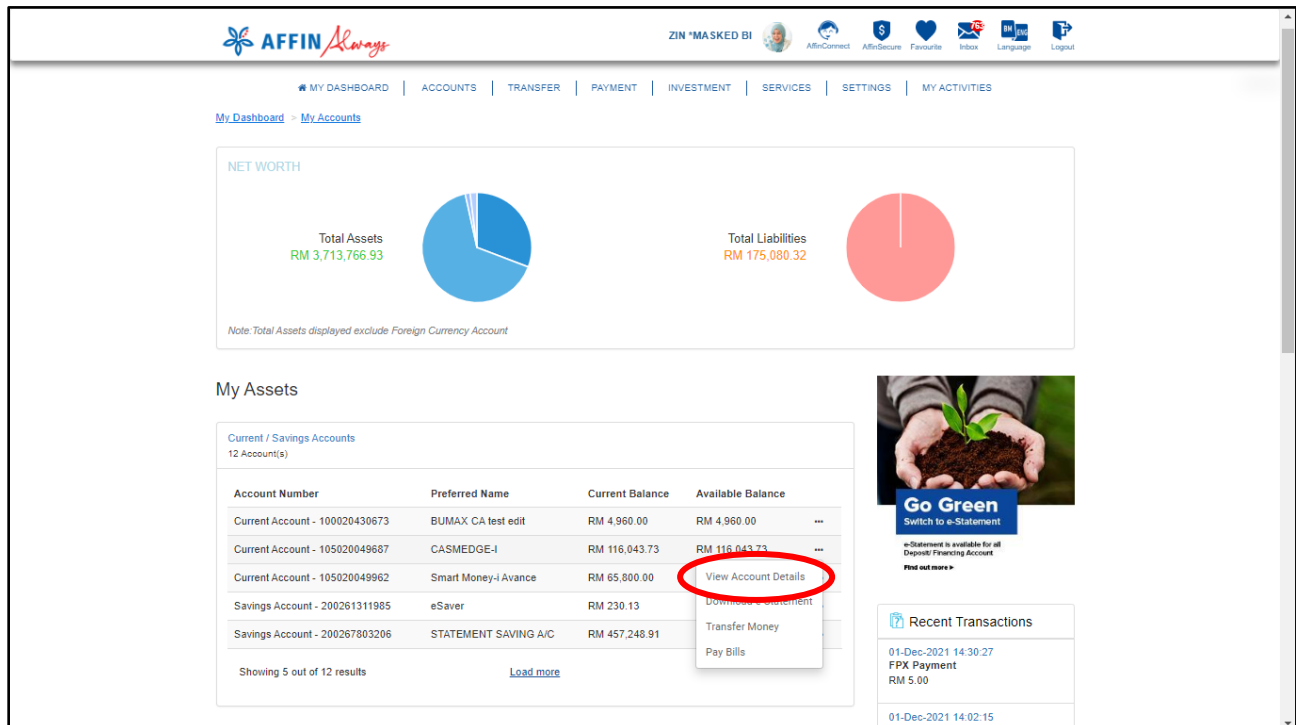 AFFIN Always
ZIN *MASKED BI
AffinConnect
AffinSecure
Favourite
Inbox
BM ENG
Language
Logout
MY DASHBOARD
ACCOUNTS
TRANSFER
PAYMENT
INVESTMENT
SERVICES
SETTINGS
MY ACTIVITIES
My Dashboard > My Accounts
NET WORTH
Total Assets
RM 3,713,766.93
Total Liabilities
RM 175,080.32
Note:Total Assets displayed exclude Foreign Currency Account
My Assets
Current / Savings Accounts
12 Account(s)
Account Number Preferred Name Current Balance Available Balance
Current Account - 100020430673 BUMAX CA test edit RM 4,960.00 RM 4,960.00
Current Account - 105020049687 CASMEDGE-I RM 116,043.73 RM 116,043.73
Current Account - 105020049962 Smart Money-i Avance RM 65,800.00
Savings Account - 200261311985 eSaver RM 230.13
Savings Account - 200267803206 STATEMENT SAVING A/C RM 457,248.91
View Account Details
Download e-Statement
Transfer Money
Pay Bills
Showing 5 out of 12 results
Load more
Go Green
Switch to e-Statement
e-Statement is available for all
Deposit/ Financing Account
Find out more
Recent Transactions
01-Dec-2021 14:30:27
FPX Payment
RM 5.00
01-Dec-2021 14:02:15